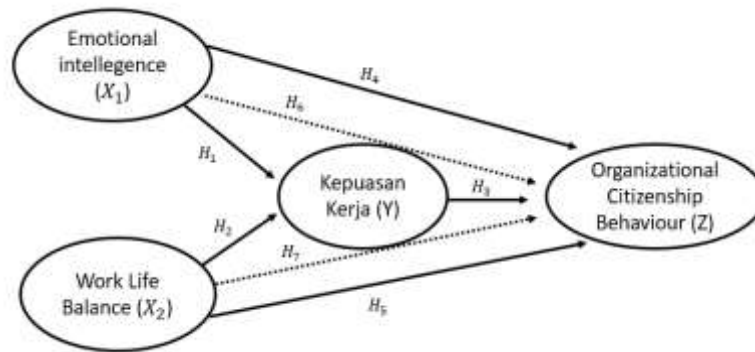 Emotional
intellegence
(X₁)
H₄
H₆
H₁
Kepuasan
Kerja (Y)
H₃
Organizational
Citizenship
Behaviour (Z)
H₂
H₇
Work Life
Balance (X₂)
H₅